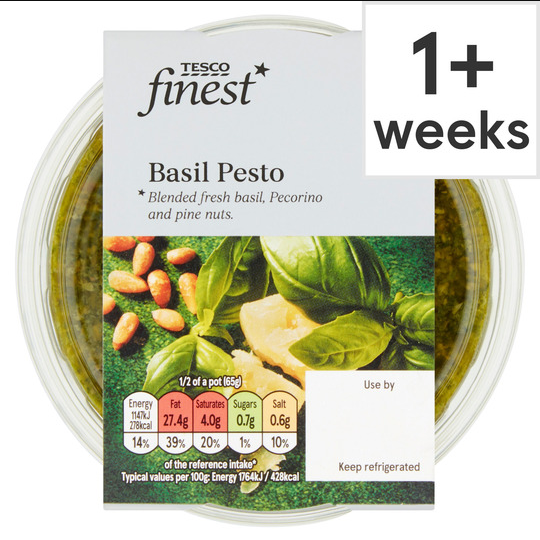 1+
weeks
TESCO
finest*
Basil Pesto
*Blended fresh basil, Pecorino
and pine nuts.
1/2 of a pot (65g)
Energy Fat Saturates Sugars Salt
1147kJ
278kcal 27.4g 4.0g 0.7g 0.6g
14% 39% 20% 1% 10%
of the reference intake*
Typical values per 100g: Energy 1764kJ / 428kcal
Use by
Keep refrigerated